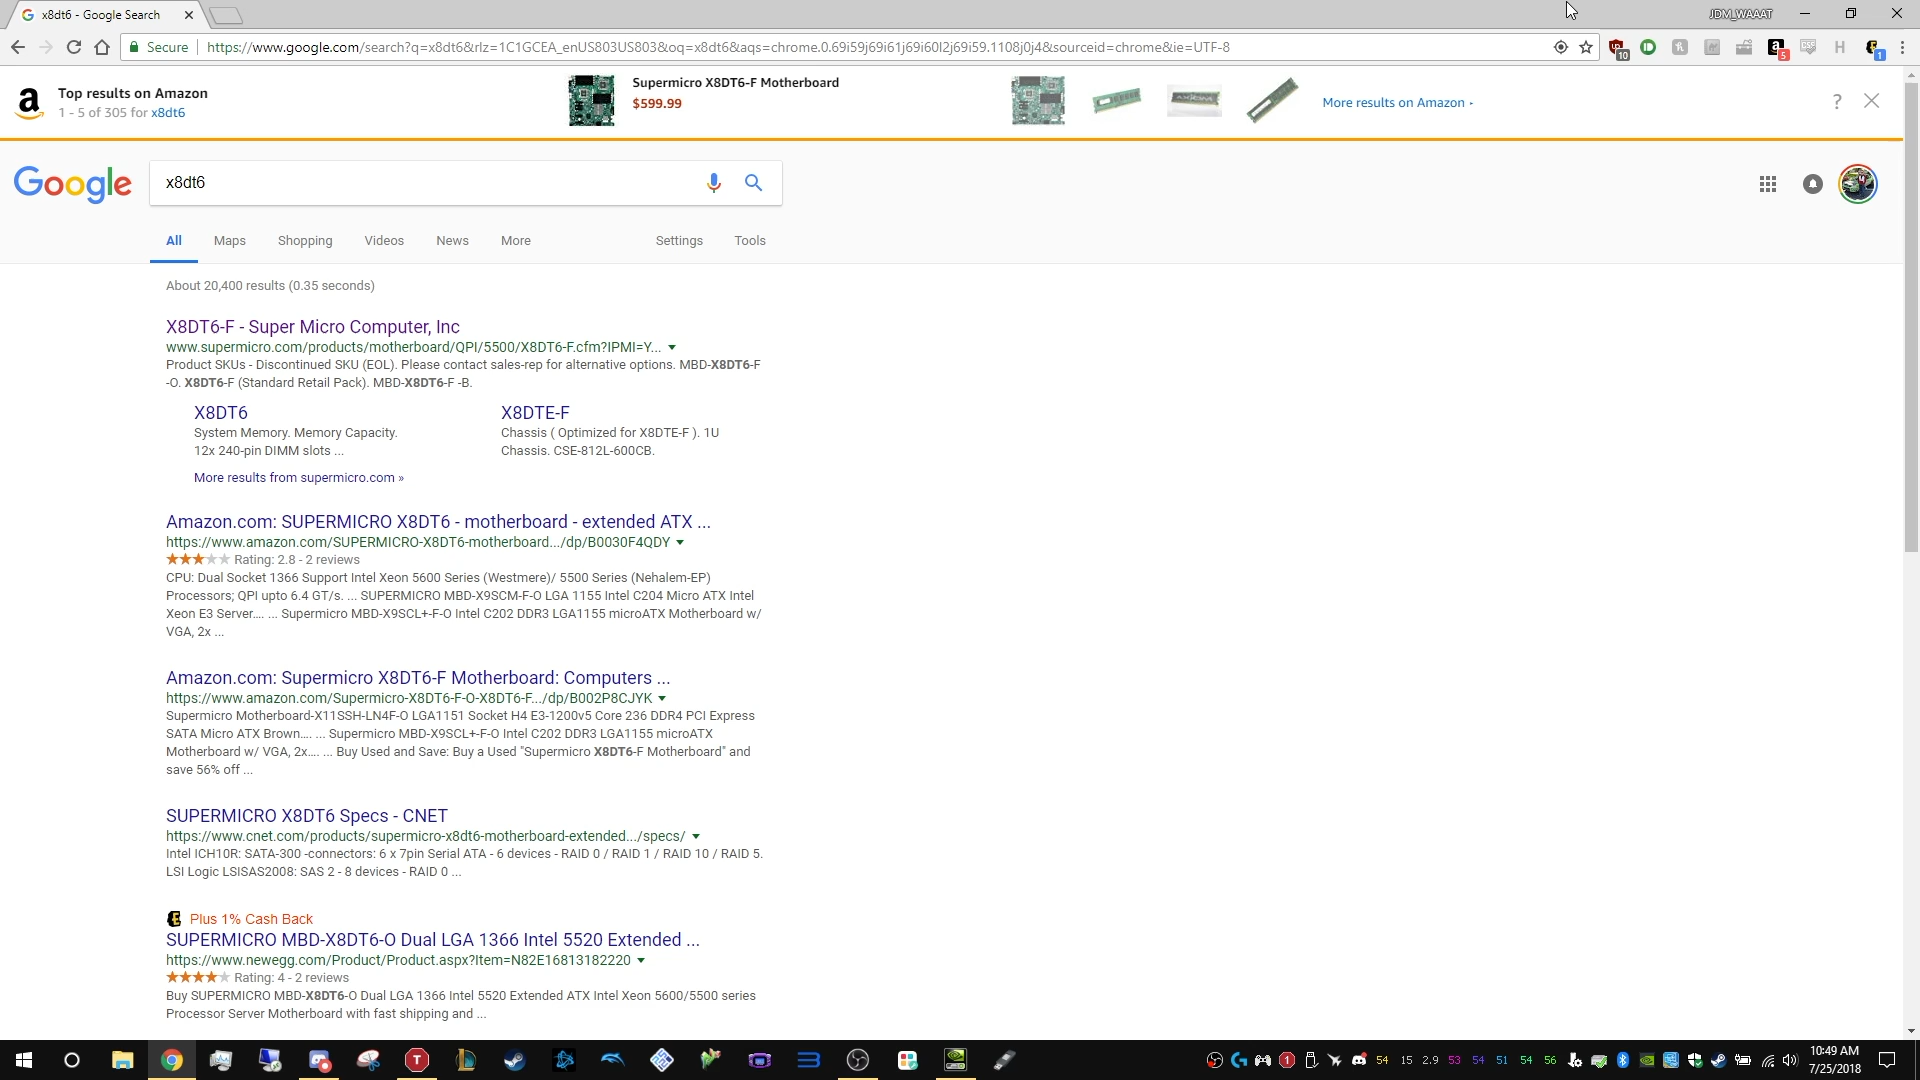 x8dt6 - Google Search
JDM_WAAAT
Secure
https://www.google.com/search?q=x8dt6&rlz=1C1GCEA_enUS803US803&oq=x8dt6&aqs=chrome.0.69i59j69i61j69i60l2j69i59.1108j0j4&sourceid=chrome&ie=UTF-8
10
5
H
1
a
Top results on Amazon
1 - 5 of 305 for x8dt6
Supermicro X8DT6-F Motherboard
$599.99
More results on Amazon
?
Google
x8dt6
All Maps Shopping Videos News More Settings Tools
About 20,400 results (0.35 seconds)
X8DT6-F - Super Micro Computer, Inc
www.supermicro.com/products/motherboard/QPI/5500/X8DT6-F.cfm?IPMI=Y...
Product SKUs - Discontinued SKU (EOL). Please contact sales-rep for alternative options. MBD-X8DT6-F
-O. X8DT6-F (Standard Retail Pack). MBD-X8DT6-F -B.
X8DT6
System Memory. Memory Capacity.
12x 240-pin DIMM slots ...
X8DTE-F
Chassis ( Optimized for X8DTE-F ). 1U
Chassis. CSE-812L-600CB.
More results from supermicro.com »
Amazon.com: SUPERMICRO X8DT6 - motherboard - extended ATX ...
https://www.amazon.com/SUPERMICRO-X8DT6-motherboard.../dp/B0030F4QDY
Rating: 2.8 - 2 reviews
CPU: Dual Socket 1366 Support Intel Xeon 5600 Series (Westmere)/ 5500 Series (Nehalem-EP)
Processors; QPI upto 6.4 GT/s. ... SUPERMICRO MBD-X9SCM-F-O LGA 1155 Intel C204 Micro ATX Intel
Xeon E3 Server.... ... Supermicro MBD-X9SCL+-F-O Intel C202 DDR3 LGA1155 microATX Motherboard w/
VGA, 2x ...
Amazon.com: Supermicro X8DT6-F Motherboard: Computers ...
https://www.amazon.com/Supermicro-X8DT6-F-O-X8DT6-F.../dp/B002P8CJYK
Supermicro Motherboard-X11SSH-LN4F-O LGA1151 Socket H4 E3-1200v5 Core 236 DDR4 PCI Express
SATA Micro ATX Brown.... ... Supermicro MBD-X9SCL+-F-O Intel C202 DDR3 LGA1155 microATX
Motherboard w/ VGA, 2x.... ... Buy Used and Save: Buy a Used "Supermicro X8DT6-F Motherboard" and
save 56% off ...
SUPERMICRO X8DT6 Specs - CNET
https://www.cnet.com/products/supermicro-x8dt6-motherboard-extended.../specs/
Intel ICH10R: SATA-300 -connectors: 6 x 7pin Serial ATA - 6 devices - RAID 0 / RAID 1 / RAID 10 / RAID 5.
LSI Logic LSISAS2008: SAS 2 - 8 devices - RAID 0 ...
Plus 1% Cash Back
SUPERMICRO MBD-X8DT6-O Dual LGA 1366 Intel 5520 Extended ...
https://www.newegg.com/Product/Product.aspx?Item=N82E16813182220
Rating: 4 - 2 reviews
Buy SUPERMICRO MBD-X8DT6-O Dual LGA 1366 Intel 5520 Extended ATX Intel Xeon 5600/5500 series
Processor Server Motherboard with fast shipping and ...
54 15 2.9 53 54 51 54 56
10:49 AM
7/25/2018